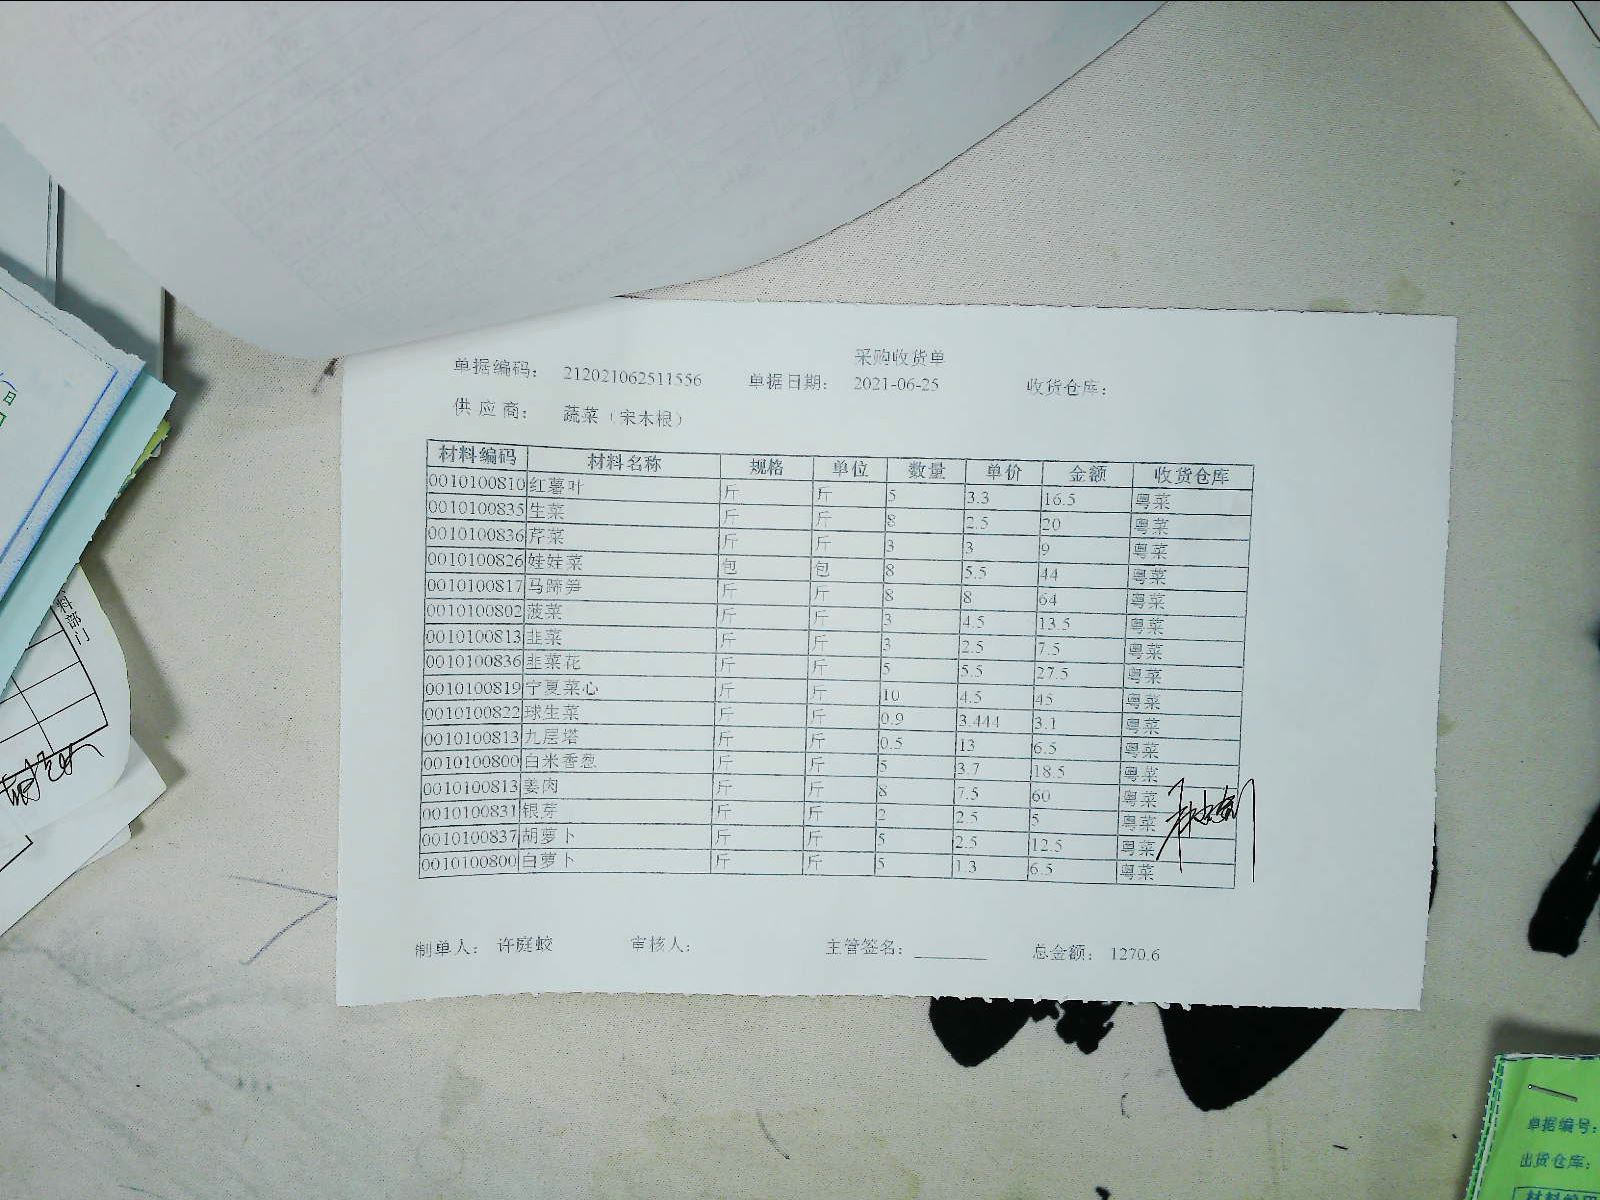 采购收货单
单据编码： 212021062511556 单据日期： 2021-06-25 收货仓库：
供 应 商： 蔬菜（宋木根）
材料编码 材料名称 规格 单位 数量 单价 金额 收货仓库
0010100810 红薯叶 斤 斤 5 3.3 16.5 粤菜
0010100835 生菜 斤 斤 8 2.5 20 粤菜
0010100836 芹菜 斤 斤 3 3 9 粤菜
0010100826 娃娃菜 包 包 8 5.5 44 粤菜
0010100817 马蹄笋 斤 斤 8 8 64 粤菜
0010100802 菠菜 斤 斤 3 4.5 13.5 粤菜
0010100813 韭菜 斤 斤 3 2.5 7.5 粤菜
0010100836 韭菜花 斤 斤 5 5.5 27.5 粤菜
0010100819 宁夏菜心 斤 斤 10 4.5 45 粤菜
0010100822 球生菜 斤 斤 0.9 3.444 3.1 粤菜
0010100813 九层塔 斤 斤 0.5 13 6.5 粤菜
0010100800 白米香葱 斤 斤 5 3.7 18.5 粤菜
0010100813 姜肉 斤 斤 8 7.5 60 粤菜
0010100831 银芽 斤 斤 2 2.5 5 粤菜
0010100837 胡萝卜 斤 斤 5 2.5 12.5 粤菜
0010100800 白萝卜 斤 斤 5 1.3 6.5 粤菜
制单人： 许庭蛟 审核人： 主管签名： 总金额： 1270.6
料部门
日
单据编号：
出货仓库：